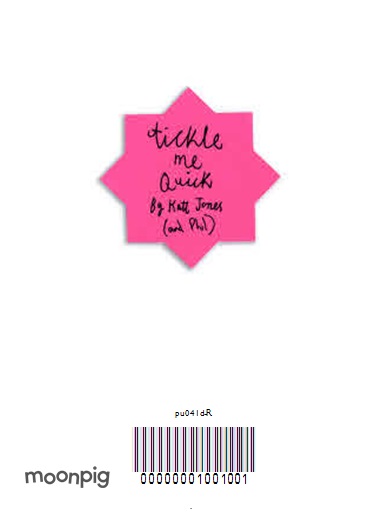 tickle
me
Quick
By Katt Jones
(and Phil)
pu041d-R
00000001001001
moonpig